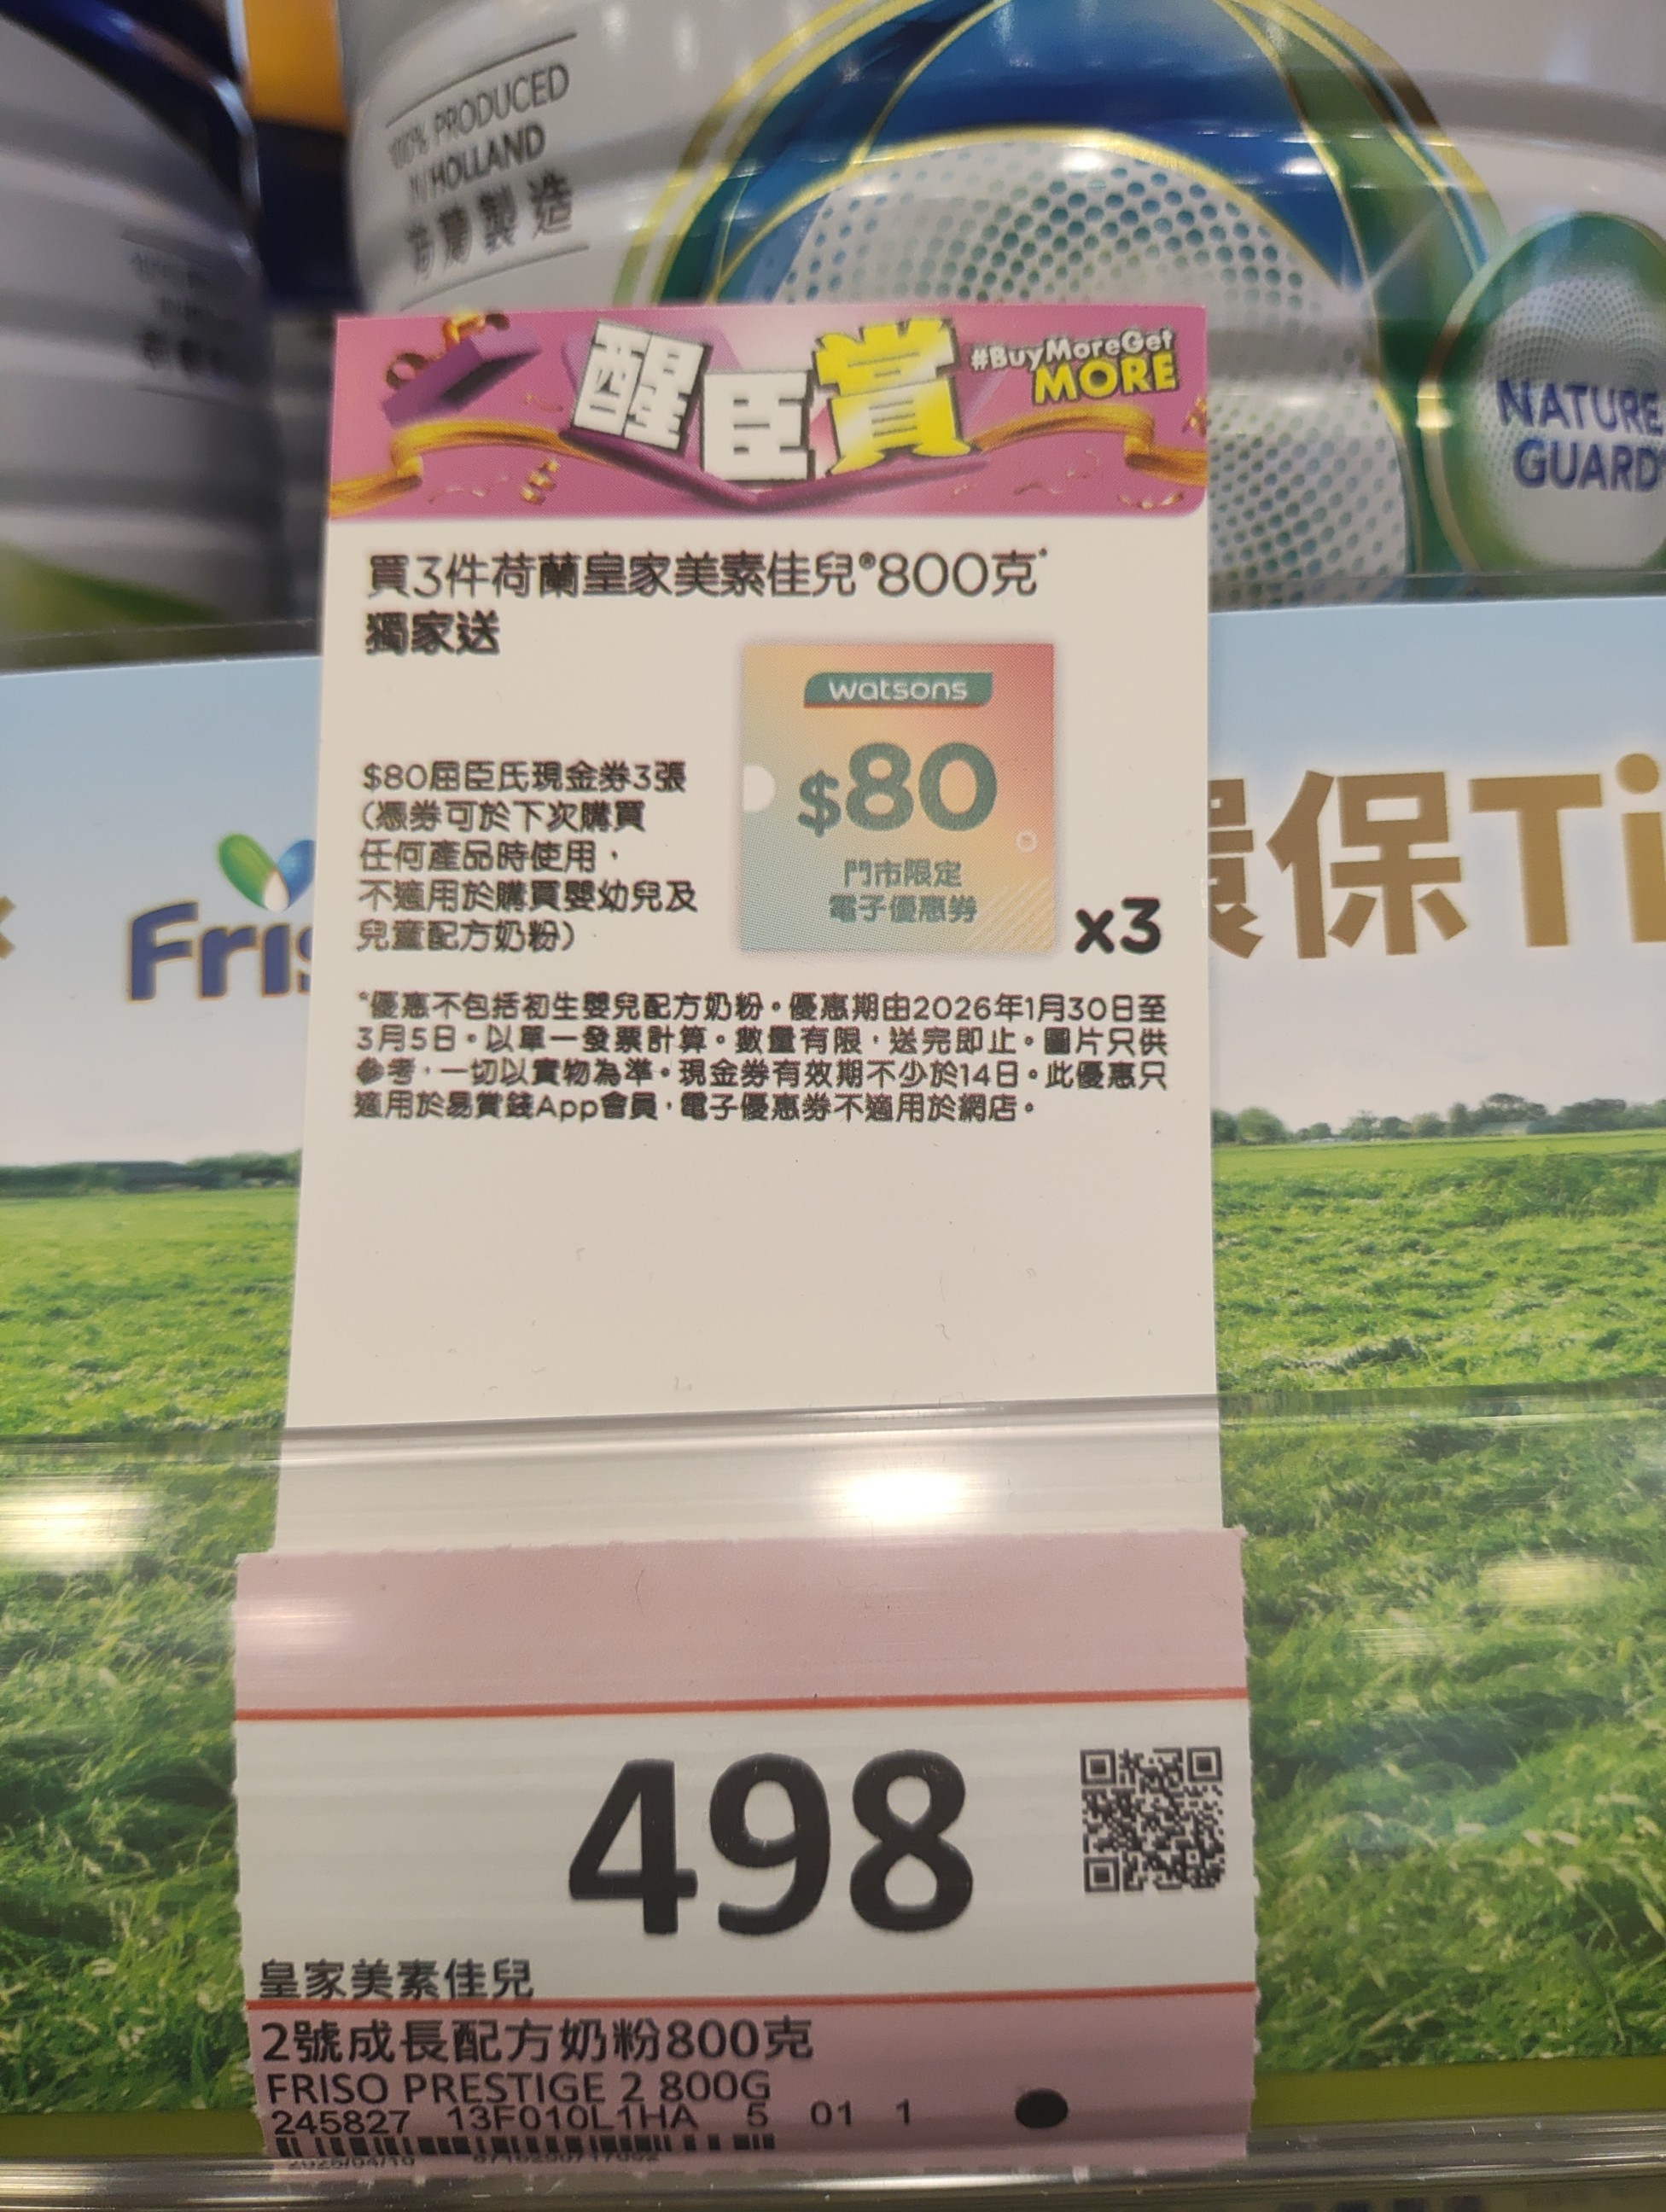 100% PRODUCED
IN HOLLAND
荷蘭製造
NATURE
GUARD
醒臣賞
#BuyMoreGet
MORE
買3件荷蘭皇家美素佳兒®800克*
獨家送
watsons
$80
門市限定
電子優惠券
x3
$80屈臣氏現金券3張
(憑券可於下次購買
任何產品時使用，
不適用於購買嬰幼兒及
兒童配方奶粉)
*優惠不包括初生嬰兒配方奶粉。優惠期由2026年1月30日至
3月5日。以單一發票計算。數量有限，送完即止。圖片只供
參考，一切以實物為準。現金券有效期不少於14日。此優惠只
適用於易賞錢App會員，電子優惠券不適用於網店。
Fris
環保Ti
498
皇家美素佳兒
2號成長配方奶粉800克
FRISO PRESTIGE 2 800G
245827 13F010L1HA 5 01 1